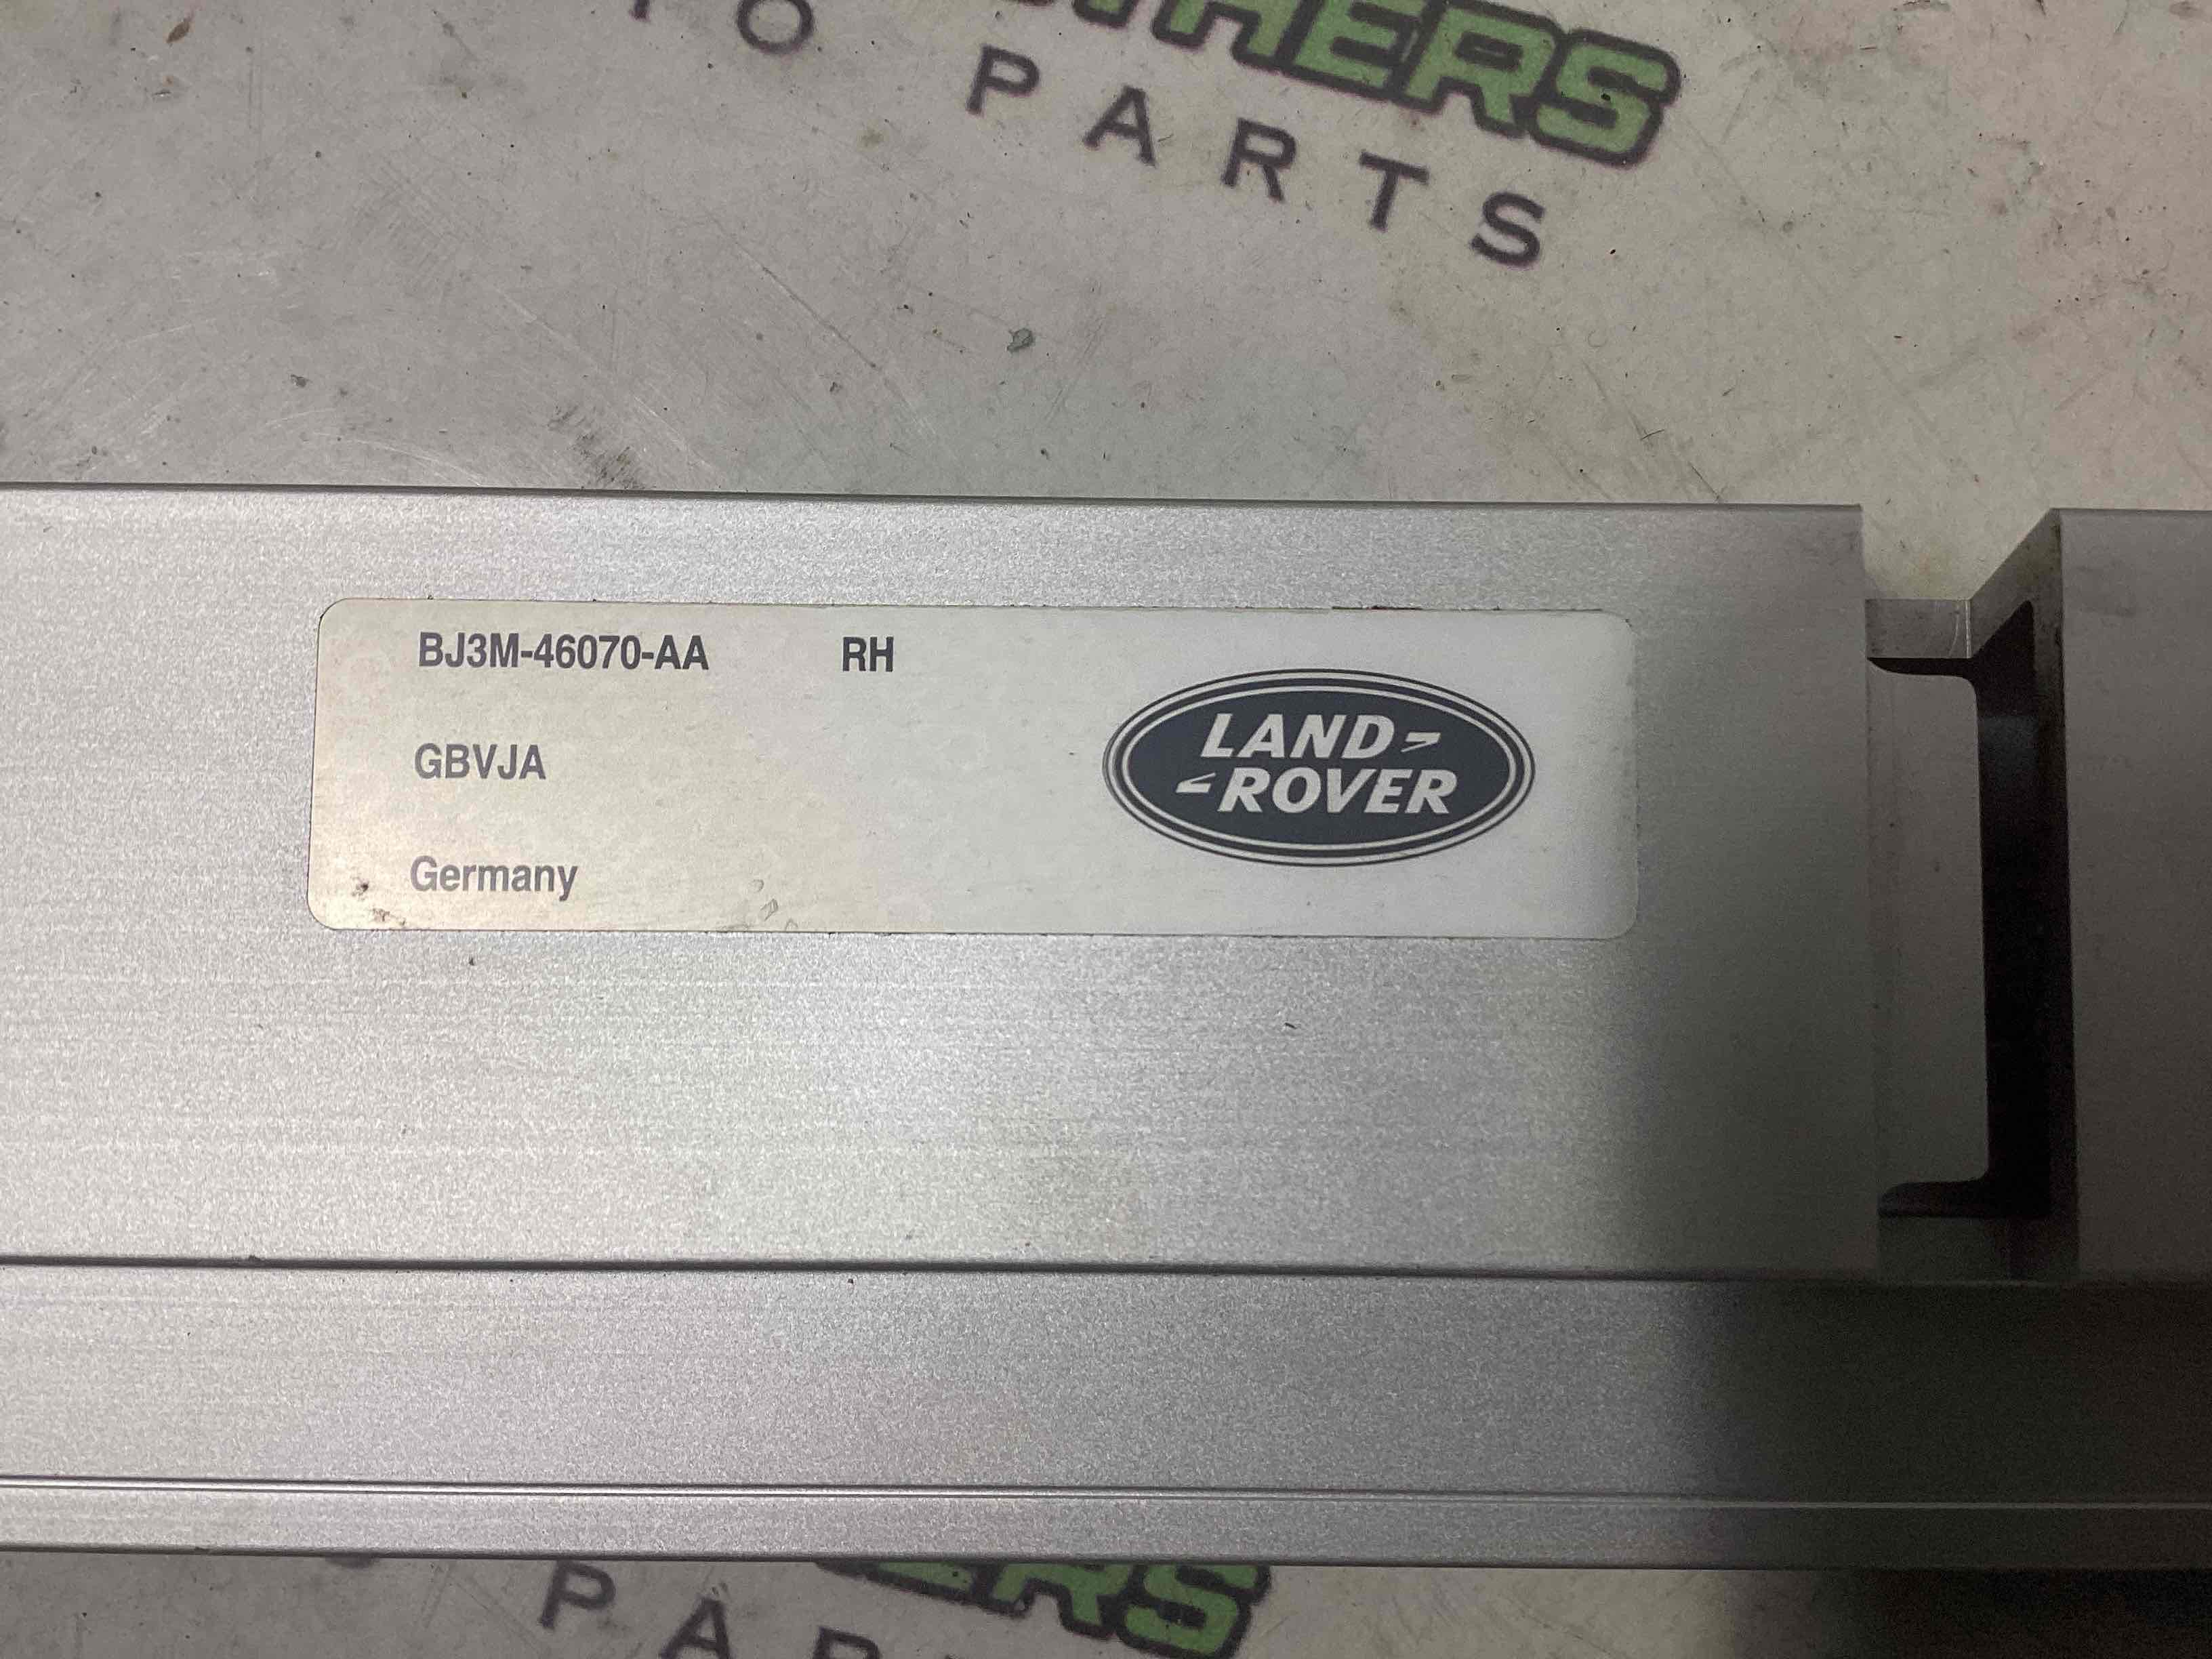 PARTS
BJ3M-46070-AA RH
GBVJA
Germany
LAND-
-ROVER